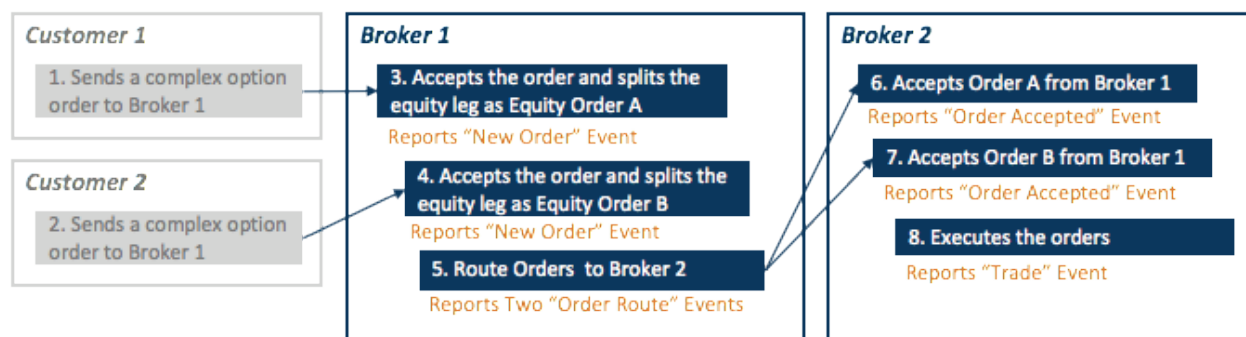 Customer 1
1. Sends a complex option
order to Broker 1
Customer 2
2. Sends a complex option
order to Broker 1
Broker 1
3. Accepts the order and splits the
equity leg as Equity Order A
Reports "New Order" Event
4. Accepts the order and splits the
equity leg as Equity Order B
Reports "New Order" Event
5. Route Orders to Broker 2
Reports Two "Order Route" Events
Broker 2
6. Accepts Order A from Broker 1
Reports "Order Accepted" Event
7. Accepts Order B from Broker 1
Reports "Order Accepted" Event
8. Executes the orders
Reports "Trade" Event